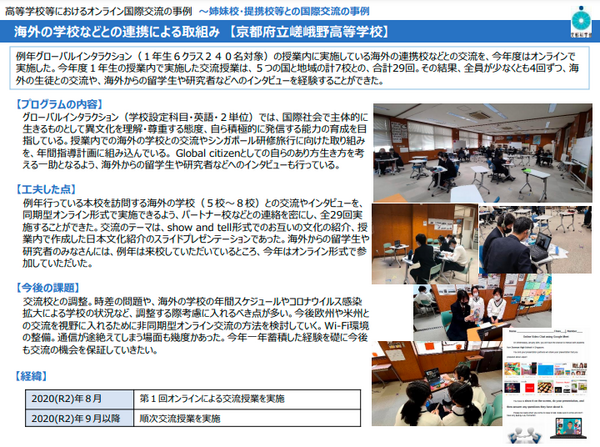 高等学校等におけるオンライン国際交流の事例　～姉妹校・提携校等との国際交流の事例
海外の学校などとの連携による取組み 【京都府立嵯峨野高等学校】
例年グローバルインタラクション（１年生６クラス２４０名対象）の授業内に実施している海外の連携校などとの交流を、今年度はオンラインで
実施した。今年度１年生の授業内で実施した交流授業は、５つの国と地域の計7校との、合計29回。その結果、全員が少なくとも4回ずつ、海
外の生徒との交流や、海外からの留学生や研究者などへのインタビューを経験することができた。
【プログラムの内容】
グローバルインタラクション（学校設定科目・英語・２単位）では、国際社会で主体的に
生きるものとして異文化を理解・尊重する態度、自ら積極的に発信する能力の育成を目
指している。授業内での海外の学校との交流やシンガポール研修旅行に向けた取り組み
を、年間指導計画に組み込んでいる。 Global citizenとしての自らのあり方生き方を考
える一助となるよう、海外からの留学生や研究者などへのインタビューも行っている。
【工夫した点】
例年行っている本校を訪問する海外の学校（５校～８校）との交流やインタビューを、
同期型オンライン形式で実施できるよう、パートナー校などとの連絡を密にし、全29回実
施することができた。交流のテーマは、show and tell形式でのお互いの文化の紹介、授
業内で作成した日本文化紹介のスライドプレゼンテーションであった。海外からの留学生や
研究者のみなさんには、例年は来校していただいているところ、今年はオンライン形式で参
加していただいた。
【今後の課題】
交流校との調整。時差の問題や、海外の学校の年間スケジュールやコロナウイルス感染
拡大による学校の状況など、調整する際考慮に入れるべき点が多い。今後欧州や米州と
の交流を視野に入れるために非同期型オンライン交流の方法を検討していく。Wi-Fi環境
の整備。通信が途絶えてしまう場面も幾度かあった。今年一年蓄積した経験を礎に今後
も交流の機会を保証していきたい。
【経緯】
2020(R2)年８月　第１回オンラインによる交流授業を実施
2020(R2)年９月以降　順次交流授業を実施